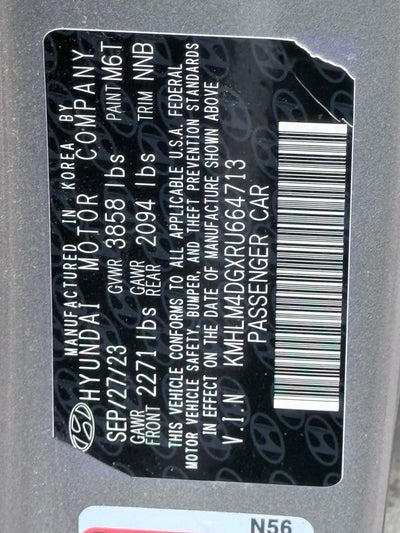 MANUFACTURED IN KOREA BY
HYUNDAI MOTOR COMPANY
SEP/27/23 GVWR 3858 lbs PAINT M6T
GAWR FRONT 2271 lbs GAWR REAR 2094 lbs TRIM NNB
THIS VEHICLE CONFORMS TO ALL APPLICABLE U.S.A. FEDERAL
MOTOR VEHICLE SAFETY, BUMPER, AND THEFT PREVENTION STANDARDS
IN EFFECT ON THE DATE OF MANUFACTURE SHOWN ABOVE
V.I.N KMHLM4DGXRU664713
PASSENGER CAR
N56